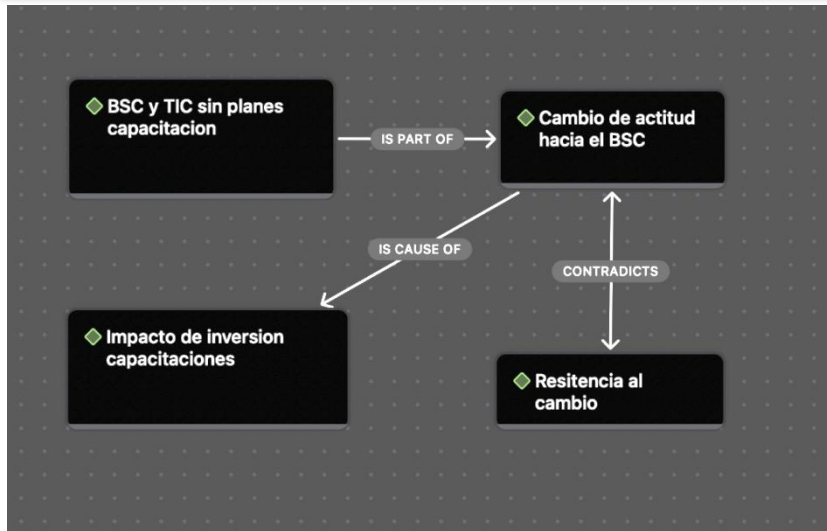 BSC y TIC sin planes
capacitacion
IS PART OF
Cambio de actitud
hacia el BSC
IS CAUSE OF
CONTRADICTS
Impacto de inversion
capacitaciones
Resitencia al
cambio